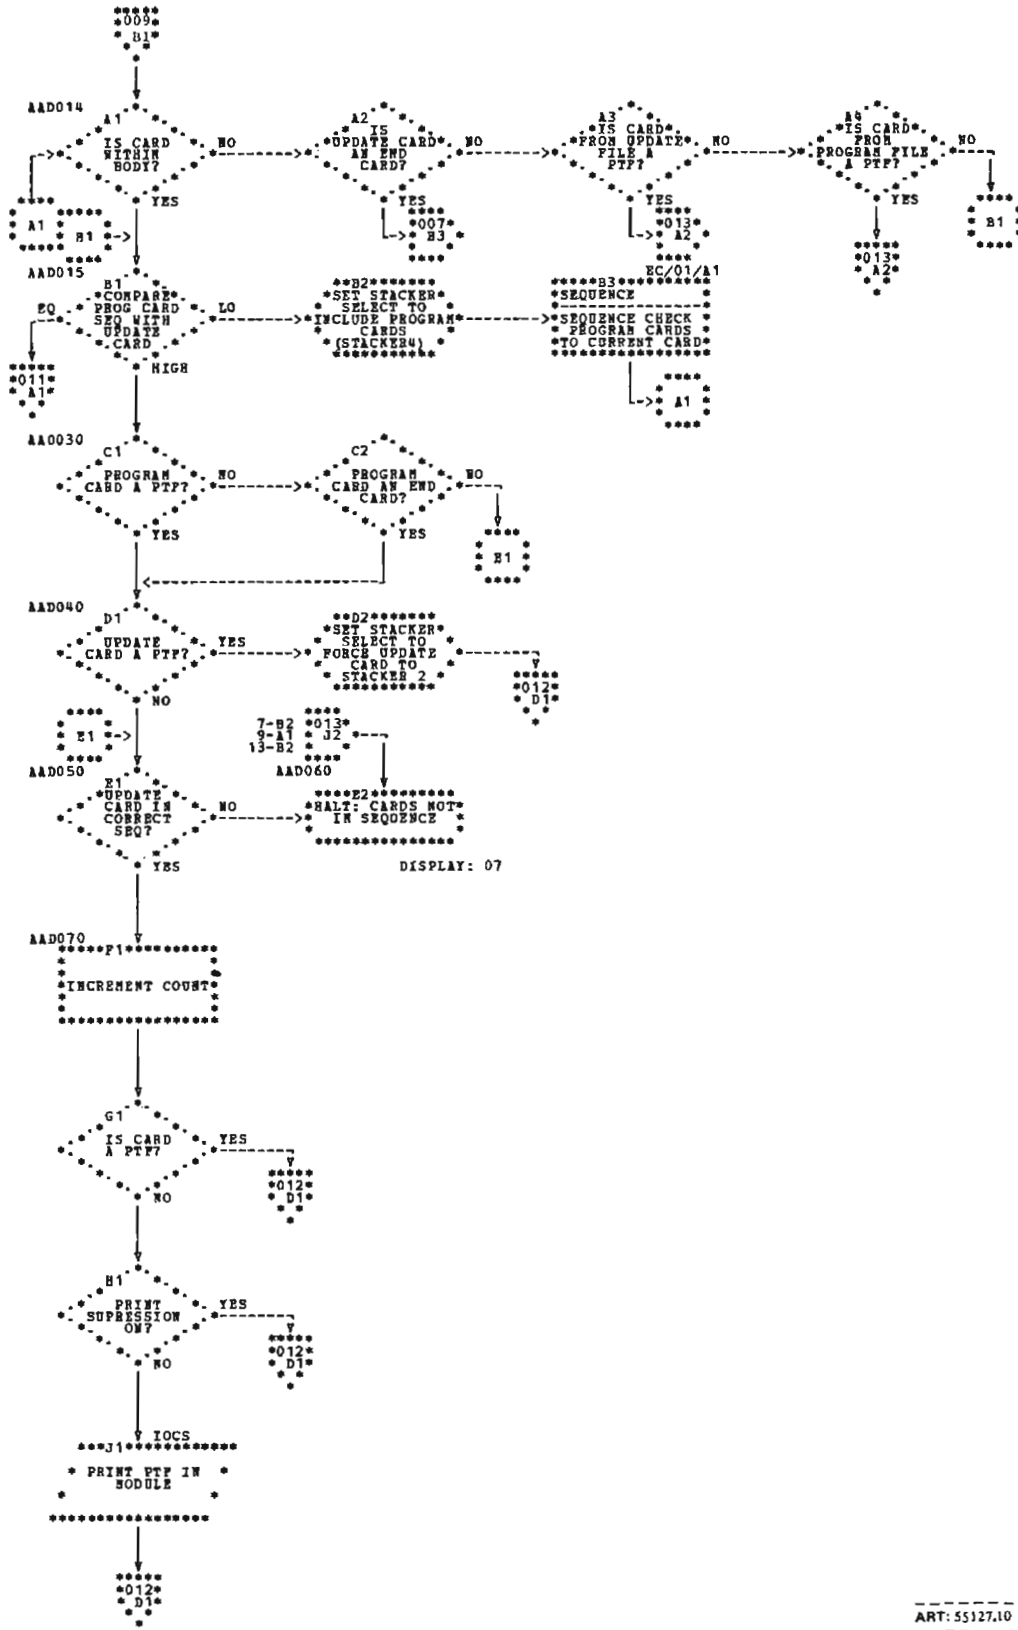 009
B1
AAD014
A1
IS CARD
WITHIN
BODY?
NO
YES
A2
IS
UPDATE CARD
AN END
CARD?
NO
YES
A3
IS CARD
FROM UPDATE
FILE A
PTF?
NO
YES
A4
IS CARD
FROM
PROGRAM FILE
A PTF?
NO
YES
A1
B1
007
B3
013
A2
013
A2
B1
AAD015
B1
COMPARE
PROG CARD
SEQ WITH
UPDATE
CARD
EQ
LO
HIGH
011
A1
B2
SET STACKER
SELECT TO
INCLUDE PROGRAM
CARDS
(STACKER4)
EC/01/A1
B3
SEQUENCE
SEQUENCE CHECK
PROGRAM CARDS
TO CURRENT CARD
A1
AA0030
C1
PROGRAM
CARD A PTF?
NO
YES
C2
PROGRAM
CARD AN END
CARD?
NO
YES
E1
AAD040
D1
UPDATE
CARD A PTF?
YES
NO
D2
SET STACKER
SELECT TO
FORCE UPDATE
CARD TO
STACKER 2
012
D1
E1
7-B2
9-A1
13-B2
013
J2
AAD050
E1
UPDATE
CARD IN
CORRECT
SEQ?
NO
YES
AAD060
E2
HALT: CARDS NOT
IN SEQUENCE
DISPLAY: 07
AAD070
F1
INCREMENT COUNT
G1
IS CARD
A PTF?
YES
NO
012
D1
H1
PRINT
SUPRESSION
ON?
YES
NO
012
D1
IOCS
J1
PRINT PTF IN
MODULE
012
D1
ART: 55127.10